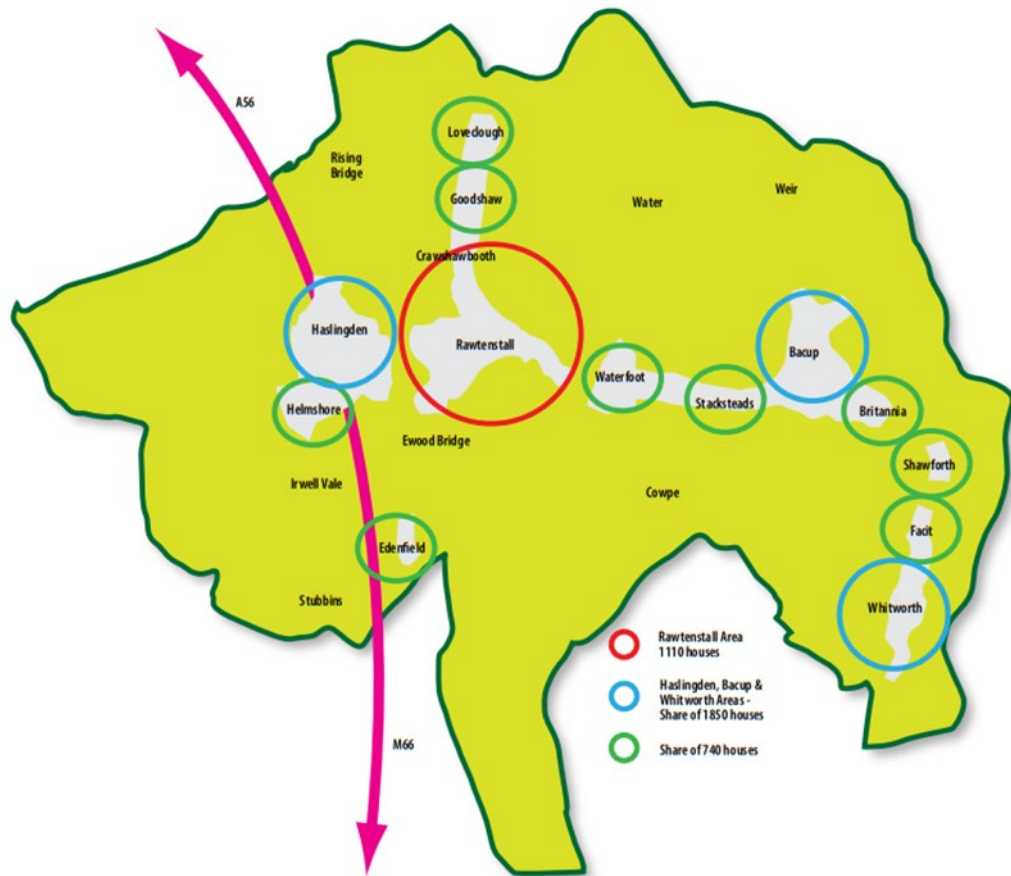 A56
Loveclough
Rising
Bridge
Goodshaw
Water
Weir
Crawshawbooth
Haslingden
Rawtenstall
Bacup
Waterfoot
Stacksteads
Helmshore
Britannia
Ewood Bridge
Shawforth
Irwell Vale
Cowpe
Facit
Edenfield
Stubbins
Whitworth
Rawtenstall Area
1110 houses
Haslingden, Bacup &
Whitworth Areas -
Share of 1850 houses
Share of 740 houses
M66